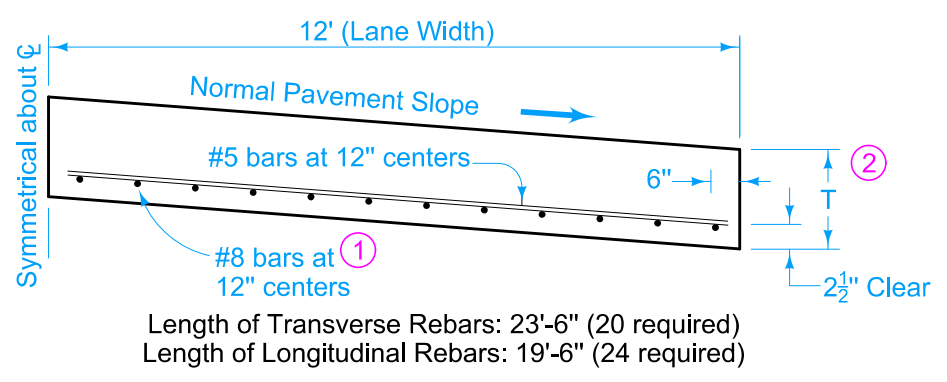 12' (Lane Width)
Symmetrical about ℄
Normal Pavement Slope
#5 bars at 12" centers
6"
2
T
#8 bars at
12" centers
1
2½" Clear
Length of Transverse Rebars: 23'-6" (20 required)
Length of Longitudinal Rebars: 19'-6" (24 required)